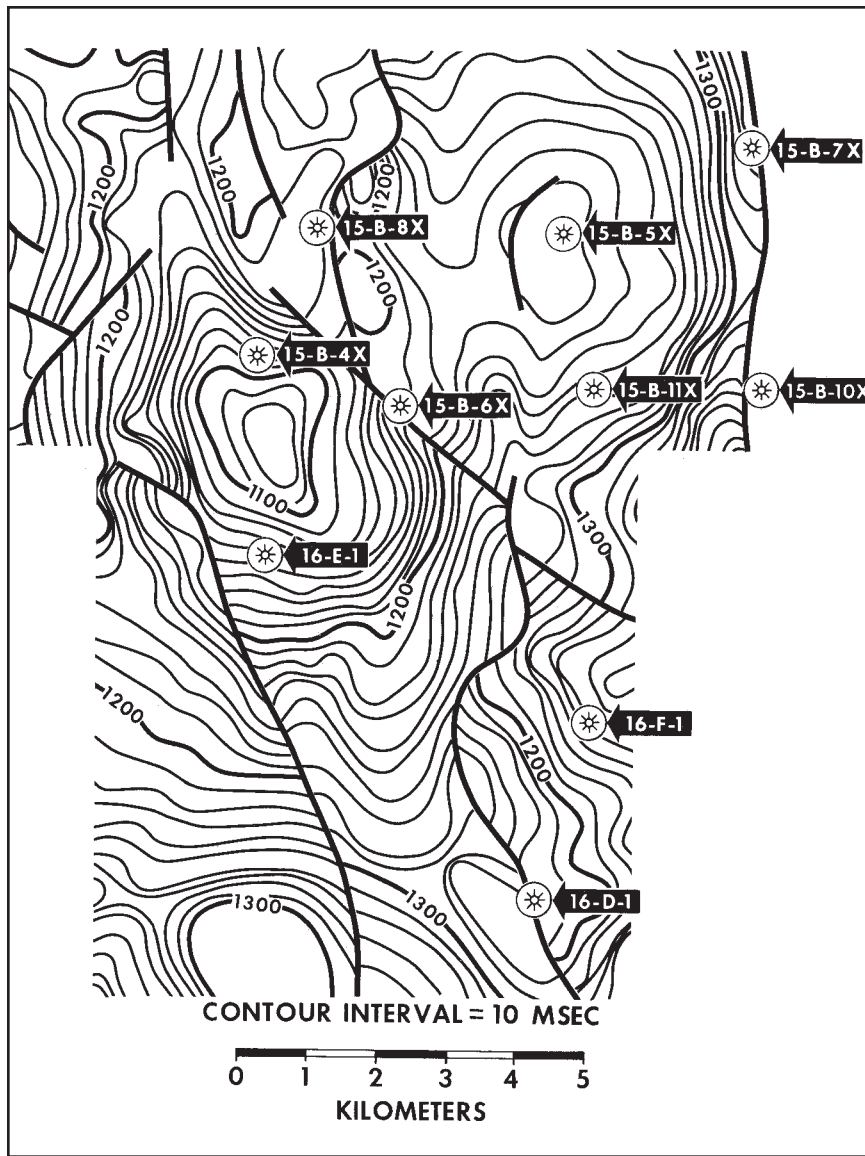 1300
15-B-7X
1200
1200
1200
15-B-8X
15-B-5X
1200
1200
15-B-4X
15-B-6X
15-B-11X
15-B-10X
1100
1300
16-E-1
1200
1200
16-F-1
1200
1300
1300
16-D-1
CONTOUR INTERVAL = 10 MSEC
0 1 2 3 4 5
KILOMETERS